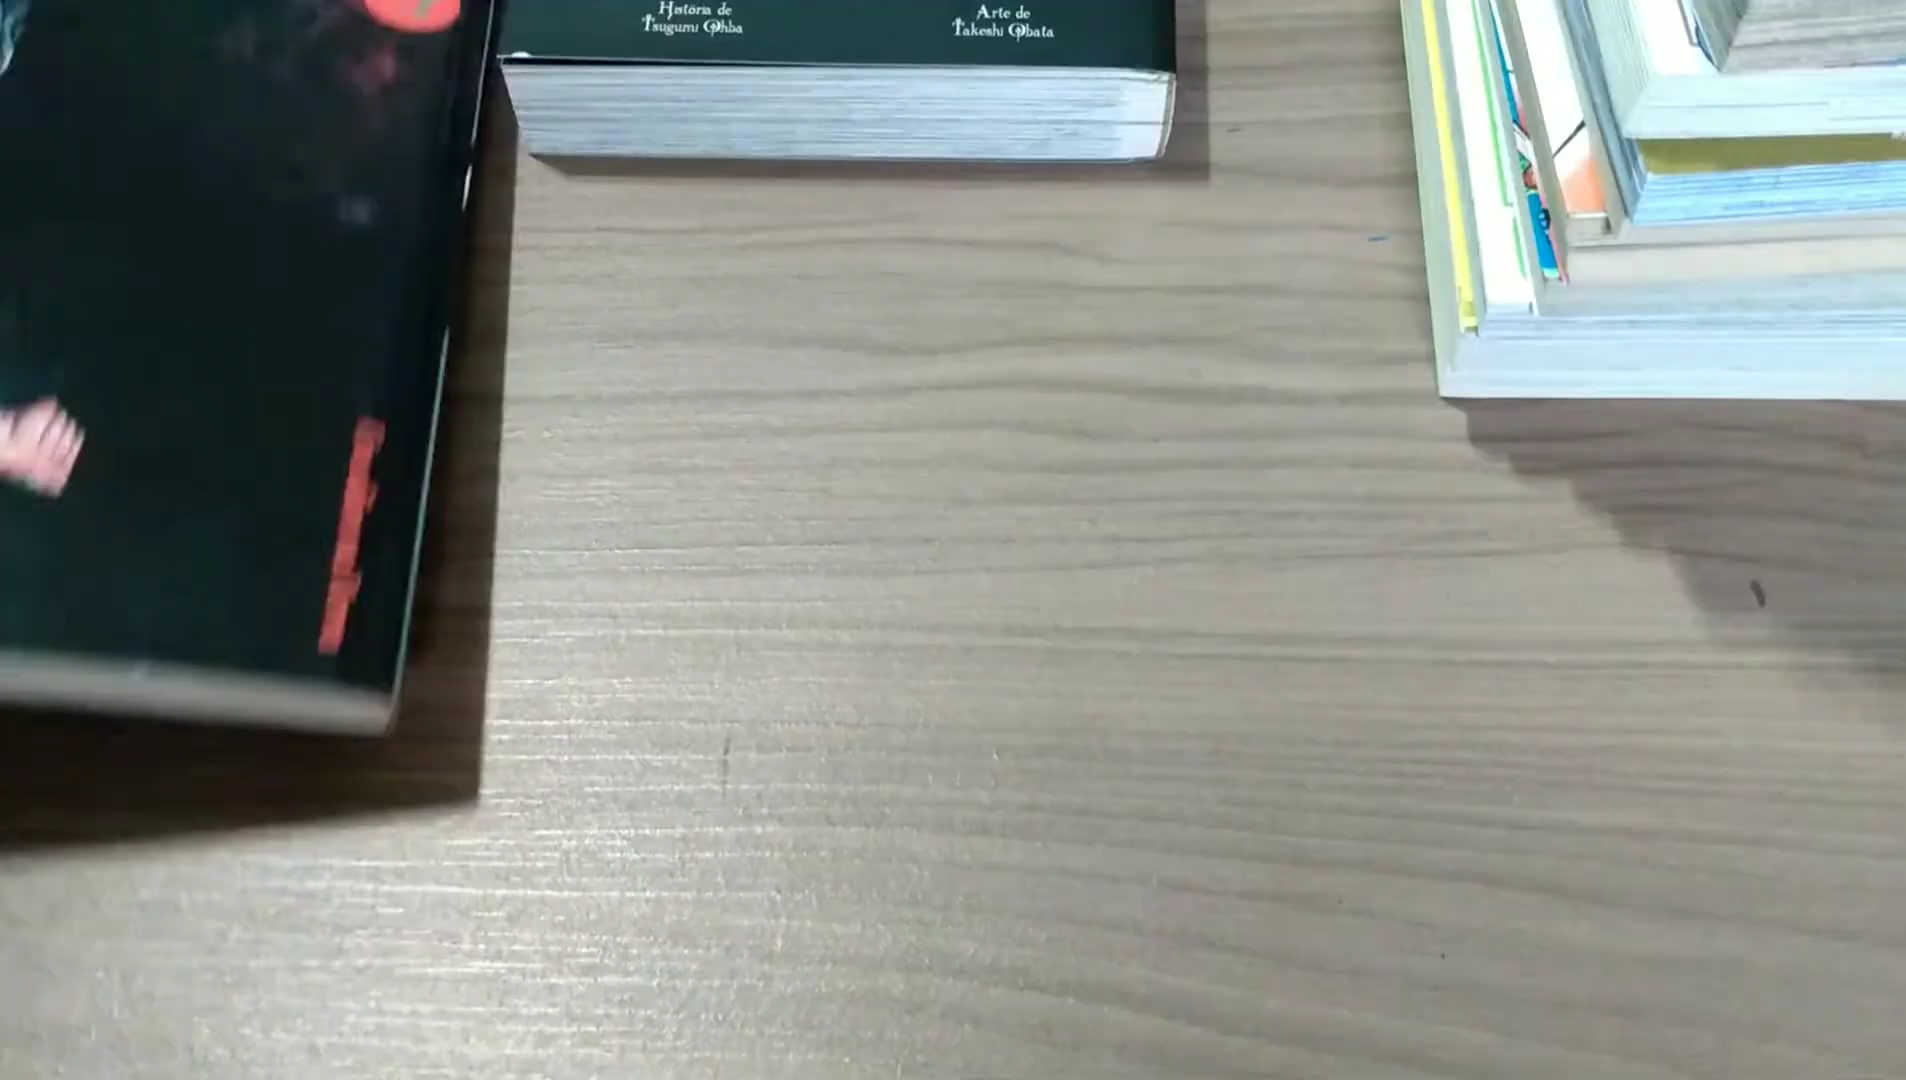 História de
Tsugumi Ohba
Arte de
Takeshi Obata